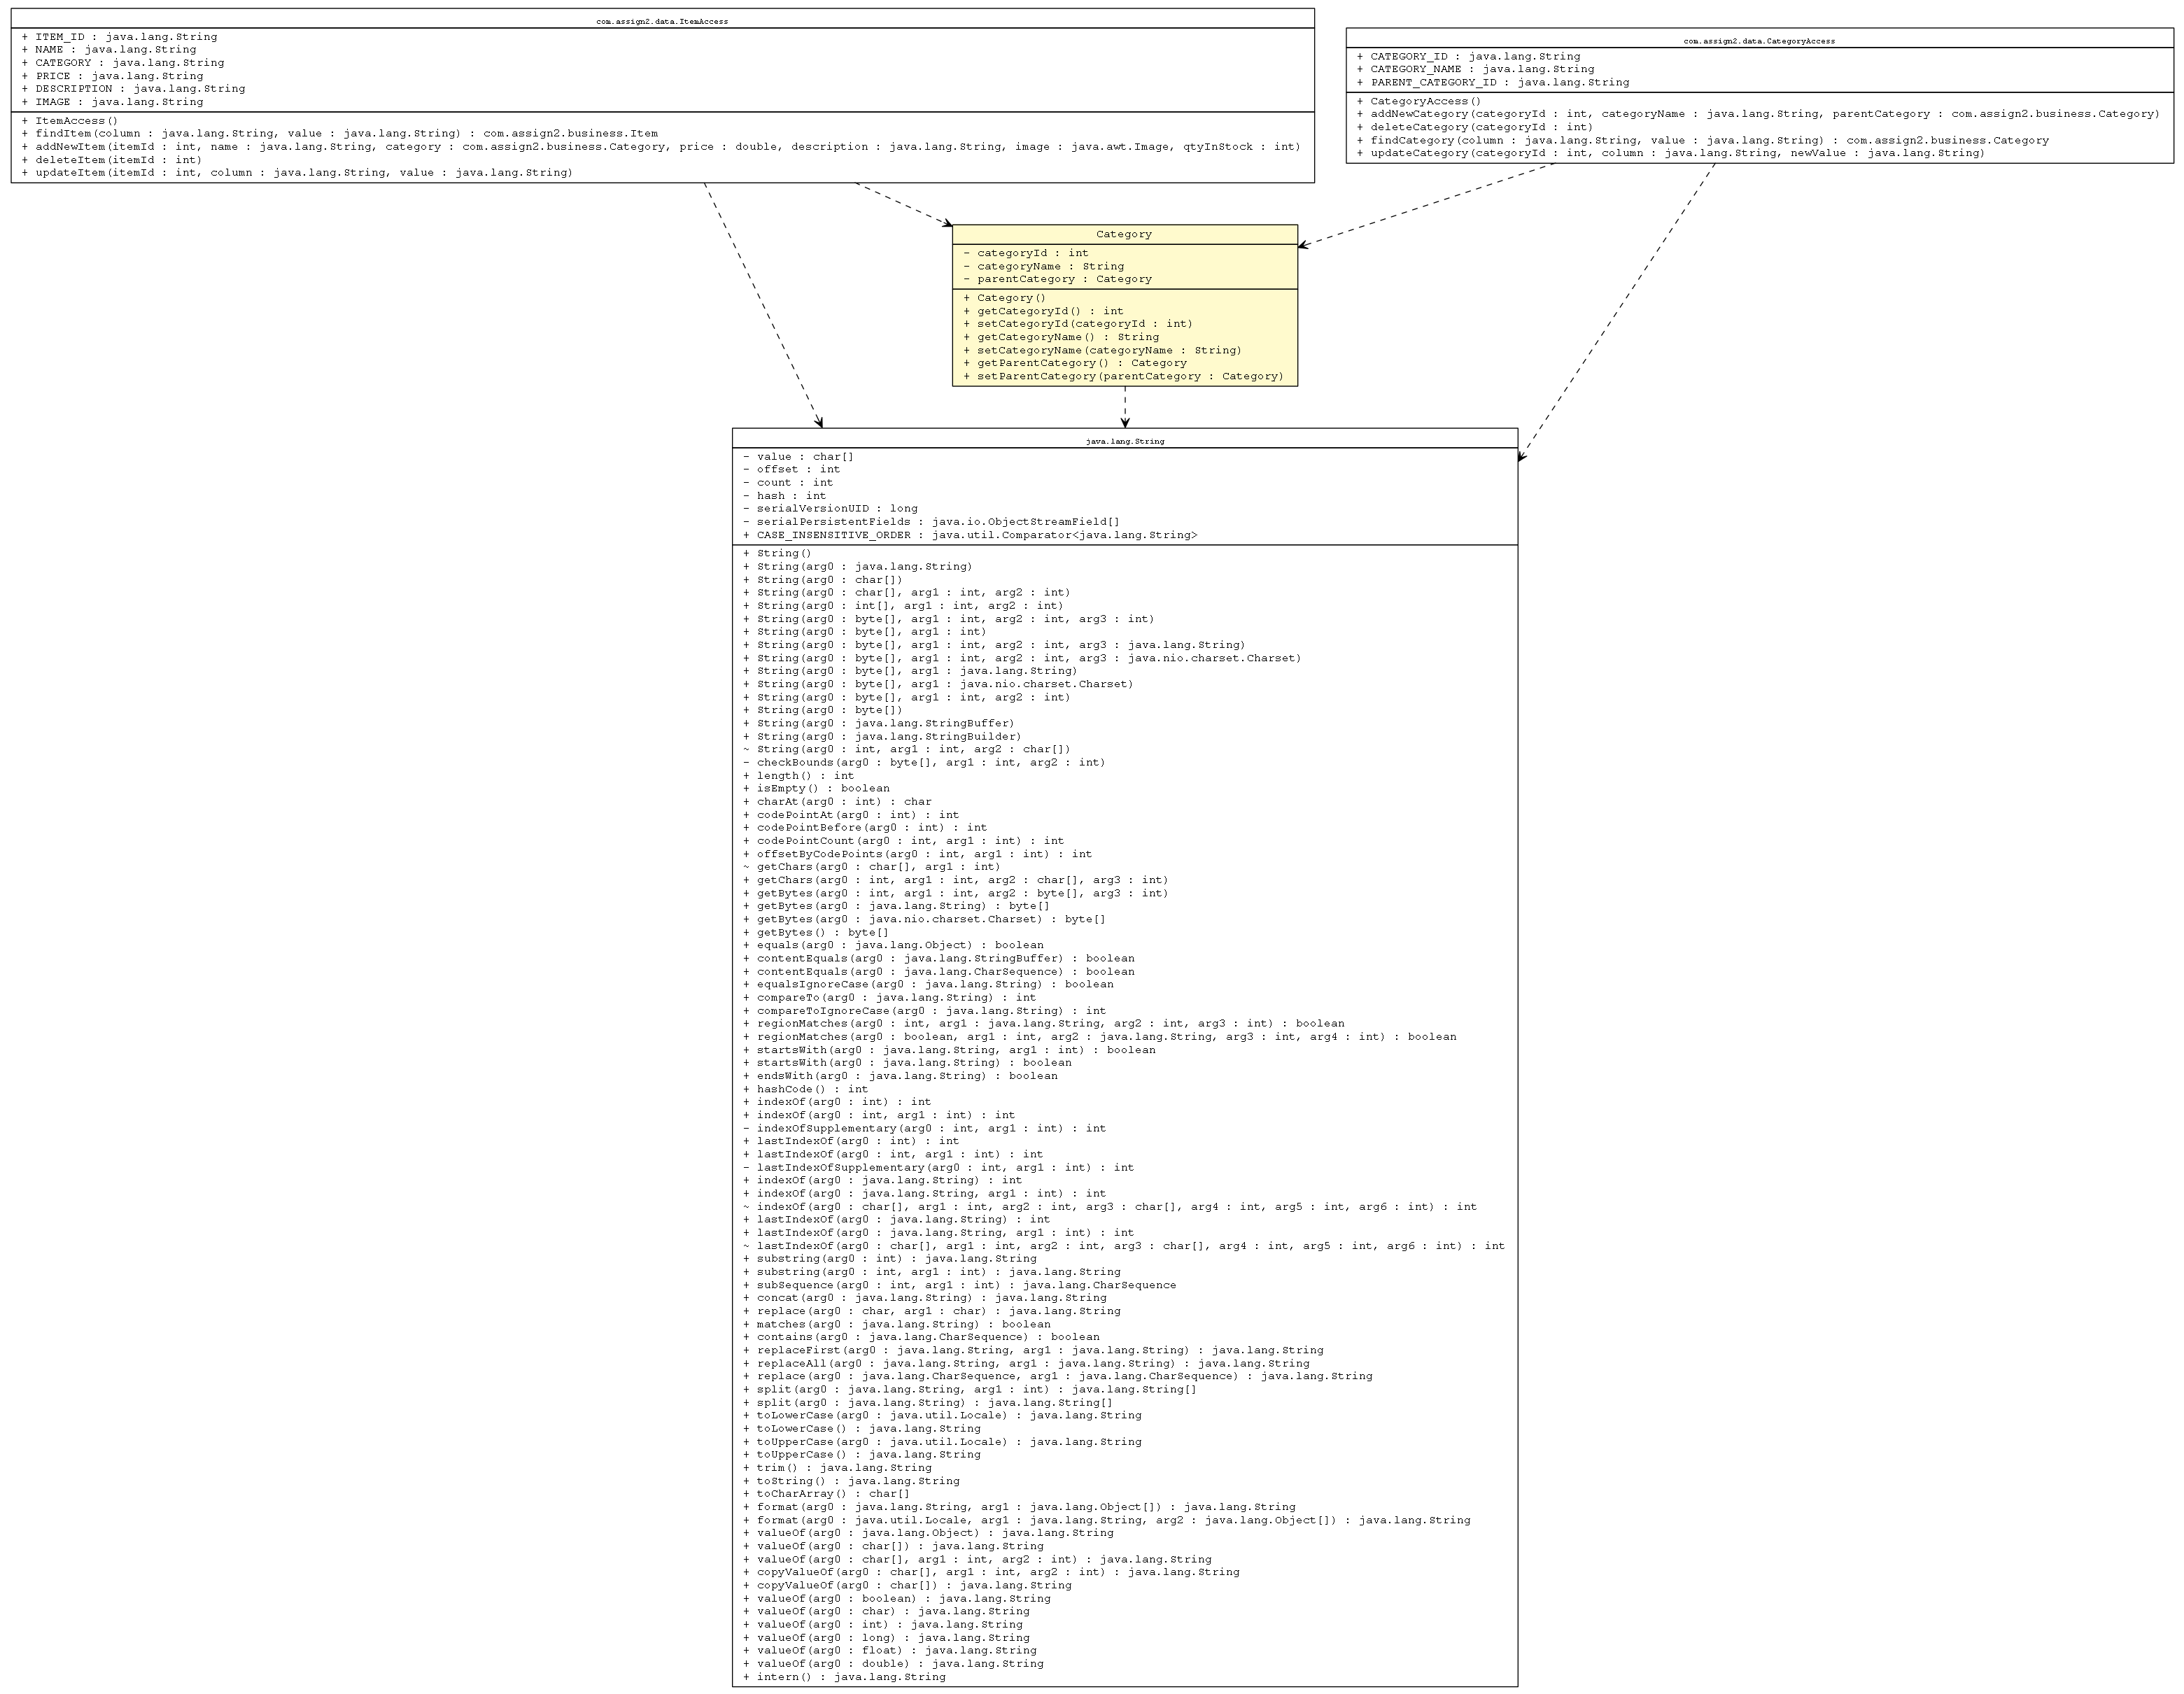 com.assign2.data.ItemAccess
+ ITEM_ID : java.lang.String
+ NAME : java.lang.String
+ CATEGORY : java.lang.String
+ PRICE : java.lang.String
+ DESCRIPTION : java.lang.String
+ IMAGE : java.lang.String
+ ItemAccess()
+ findItem(column : java.lang.String, value : java.lang.String) : com.assign2.business.Item
+ addNewItem(itemId : int, name : java.lang.String, category : com.assign2.business.Category, price : double, description : java.lang.String, image : java.awt.Image, qtyInStock : int)
+ deleteItem(itemId : int)
+ updateItem(itemId : int, column : java.lang.String, value : java.lang.String)
com.assign2.data.CategoryAccess
+ CATEGORY_ID : java.lang.String
+ CATEGORY_NAME : java.lang.String
+ PARENT_CATEGORY_ID : java.lang.String
+ CategoryAccess()
+ addNewCategory(categoryId : int, categoryName : java.lang.String, parentCategory : com.assign2.business.Category)
+ deleteCategory(categoryId : int)
+ findCategory(column : java.lang.String, value : java.lang.String) : com.assign2.business.Category
+ updateCategory(categoryId : int, column : java.lang.String, newValue : java.lang.String)
Category
- categoryId : int
- categoryName : String
- parentCategory : Category
+ Category()
+ getCategoryId() : int
+ setCategoryId(categoryId : int)
+ getCategoryName() : String
+ setCategoryName(categoryName : String)
+ getParentCategory() : Category
+ setParentCategory(parentCategory : Category)
java.lang.String
- value : char[]
- offset : int
- count : int
- hash : int
- serialVersionUID : long
- serialPersistentFields : java.io.ObjectStreamField[]
+ CASE_INSENSITIVE_ORDER : java.util.Comparator<java.lang.String>
+ String()
+ String(arg0 : java.lang.String)
+ String(arg0 : char[])
+ String(arg0 : char[], arg1 : int, arg2 : int)
+ String(arg0 : int[], arg1 : int, arg2 : int)
+ String(arg0 : byte[], arg1 : int, arg2 : int, arg3 : int)
+ String(arg0 : byte[], arg1 : int)
+ String(arg0 : byte[], arg1 : int, arg2 : int, arg3 : java.lang.String)
+ String(arg0 : byte[], arg1 : int, arg2 : int, arg3 : java.nio.charset.Charset)
+ String(arg0 : byte[], arg1 : java.lang.String)
+ String(arg0 : byte[], arg1 : java.nio.charset.Charset)
+ String(arg0 : byte[], arg1 : int, arg2 : int)
+ String(arg0 : byte[])
+ String(arg0 : java.lang.StringBuffer)
+ String(arg0 : java.lang.StringBuilder)
~ String(arg0 : int, arg1 : int, arg2 : char[])
- checkBounds(arg0 : byte[], arg1 : int, arg2 : int)
+ length() : int
+ isEmpty() : boolean
+ charAt(arg0 : int) : char
+ codePointAt(arg0 : int) : int
+ codePointBefore(arg0 : int) : int
+ codePointCount(arg0 : int, arg1 : int) : int
+ offsetByCodePoints(arg0 : int, arg1 : int) : int
~ getChars(arg0 : char[], arg1 : int)
+ getChars(arg0 : int, arg1 : int, arg2 : char[], arg3 : int)
+ getBytes(arg0 : int, arg1 : int, arg2 : byte[], arg3 : int)
+ getBytes(arg0 : java.lang.String) : byte[]
+ getBytes(arg0 : java.nio.charset.Charset) : byte[]
+ getBytes() : byte[]
+ equals(arg0 : java.lang.Object) : boolean
+ contentEquals(arg0 : java.lang.StringBuffer) : boolean
+ contentEquals(arg0 : java.lang.CharSequence) : boolean
+ equalsIgnoreCase(arg0 : java.lang.String) : boolean
+ compareTo(arg0 : java.lang.String) : int
+ compareToIgnoreCase(arg0 : java.lang.String) : int
+ regionMatches(arg0 : int, arg1 : java.lang.String, arg2 : int, arg3 : int) : boolean
+ regionMatches(arg0 : boolean, arg1 : int, arg2 : java.lang.String, arg3 : int, arg4 : int) : boolean
+ startsWith(arg0 : java.lang.String, arg1 : int) : boolean
+ startsWith(arg0 : java.lang.String) : boolean
+ endsWith(arg0 : java.lang.String) : boolean
+ hashCode() : int
+ indexOf(arg0 : int) : int
+ indexOf(arg0 : int, arg1 : int) : int
- indexOfSupplementary(arg0 : int, arg1 : int) : int
+ lastIndexOf(arg0 : int) : int
+ lastIndexOf(arg0 : int, arg1 : int) : int
- lastIndexOfSupplementary(arg0 : int, arg1 : int) : int
+ indexOf(arg0 : java.lang.String) : int
+ indexOf(arg0 : java.lang.String, arg1 : int) : int
~ indexOf(arg0 : char[], arg1 : int, arg2 : int, arg3 : char[], arg4 : int, arg5 : int, arg6 : int) : int
+ lastIndexOf(arg0 : java.lang.String) : int
+ lastIndexOf(arg0 : java.lang.String, arg1 : int) : int
~ lastIndexOf(arg0 : char[], arg1 : int, arg2 : int, arg3 : char[], arg4 : int, arg5 : int, arg6 : int) : int
+ substring(arg0 : int) : java.lang.String
+ substring(arg0 : int, arg1 : int) : java.lang.String
+ subSequence(arg0 : int, arg1 : int) : java.lang.CharSequence
+ concat(arg0 : java.lang.String) : java.lang.String
+ replace(arg0 : char, arg1 : char) : java.lang.String
+ matches(arg0 : java.lang.String) : boolean
+ contains(arg0 : java.lang.CharSequence) : boolean
+ replaceFirst(arg0 : java.lang.String, arg1 : java.lang.String) : java.lang.String
+ replaceAll(arg0 : java.lang.String, arg1 : java.lang.String) : java.lang.String
+ replace(arg0 : java.lang.CharSequence, arg1 : java.lang.CharSequence) : java.lang.String
+ split(arg0 : java.lang.String, arg1 : int) : java.lang.String[]
+ split(arg0 : java.lang.String) : java.lang.String[]
+ toLowerCase(arg0 : java.util.Locale) : java.lang.String
+ toLowerCase() : java.lang.String
+ toUpperCase(arg0 : java.util.Locale) : java.lang.String
+ toUpperCase() : java.lang.String
+ trim() : java.lang.String
+ toString() : java.lang.String
+ toCharArray() : char[]
+ format(arg0 : java.lang.String, arg1 : java.lang.Object[]) : java.lang.String
+ format(arg0 : java.util.Locale, arg1 : java.lang.String, arg2 : java.lang.Object[]) : java.lang.String
+ valueOf(arg0 : java.lang.Object) : java.lang.String
+ valueOf(arg0 : char[]) : java.lang.String
+ valueOf(arg0 : char[], arg1 : int, arg2 : int) : java.lang.String
+ copyValueOf(arg0 : char[], arg1 : int, arg2 : int) : java.lang.String
+ copyValueOf(arg0 : char[]) : java.lang.String
+ valueOf(arg0 : boolean) : java.lang.String
+ valueOf(arg0 : char) : java.lang.String
+ valueOf(arg0 : int) : java.lang.String
+ valueOf(arg0 : long) : java.lang.String
+ valueOf(arg0 : float) : java.lang.String
+ valueOf(arg0 : double) : java.lang.String
+ intern() : java.lang.String